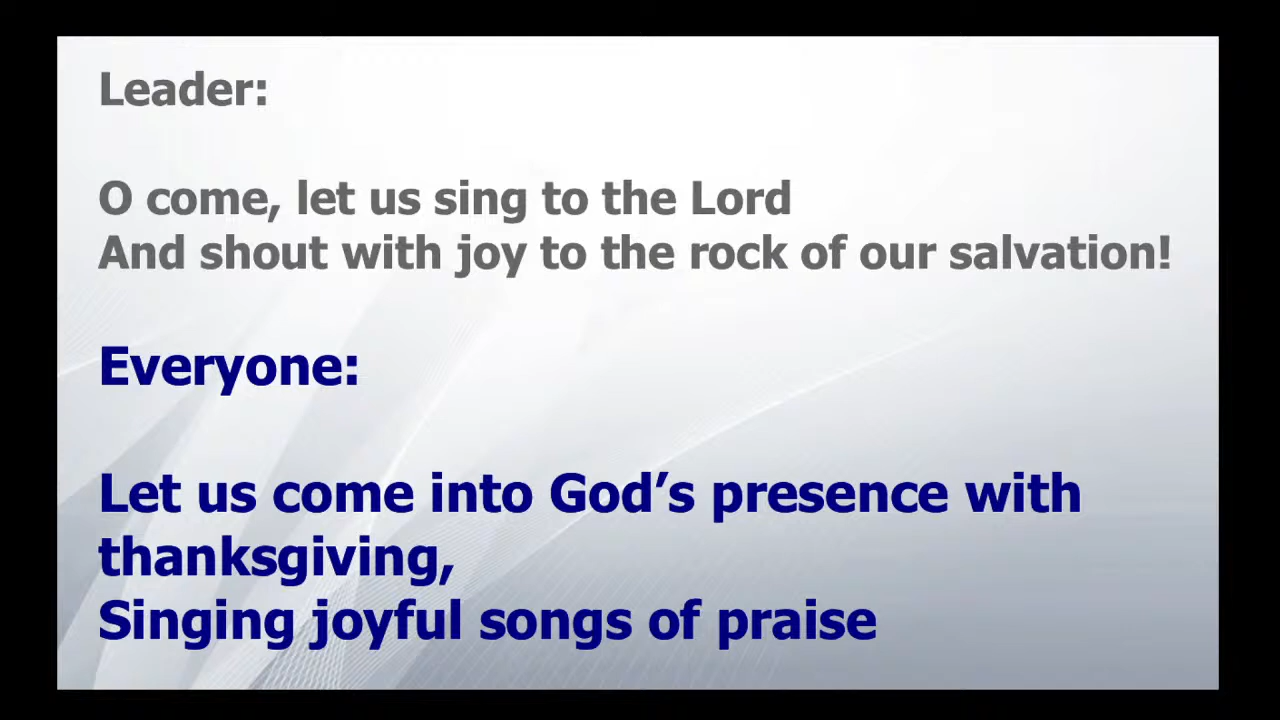 Leader:
O come, let us sing to the Lord
And shout with joy to the rock of our salvation!
Everyone:
Let us come into God’s presence with
thanksgiving,
Singing joyful songs of praise